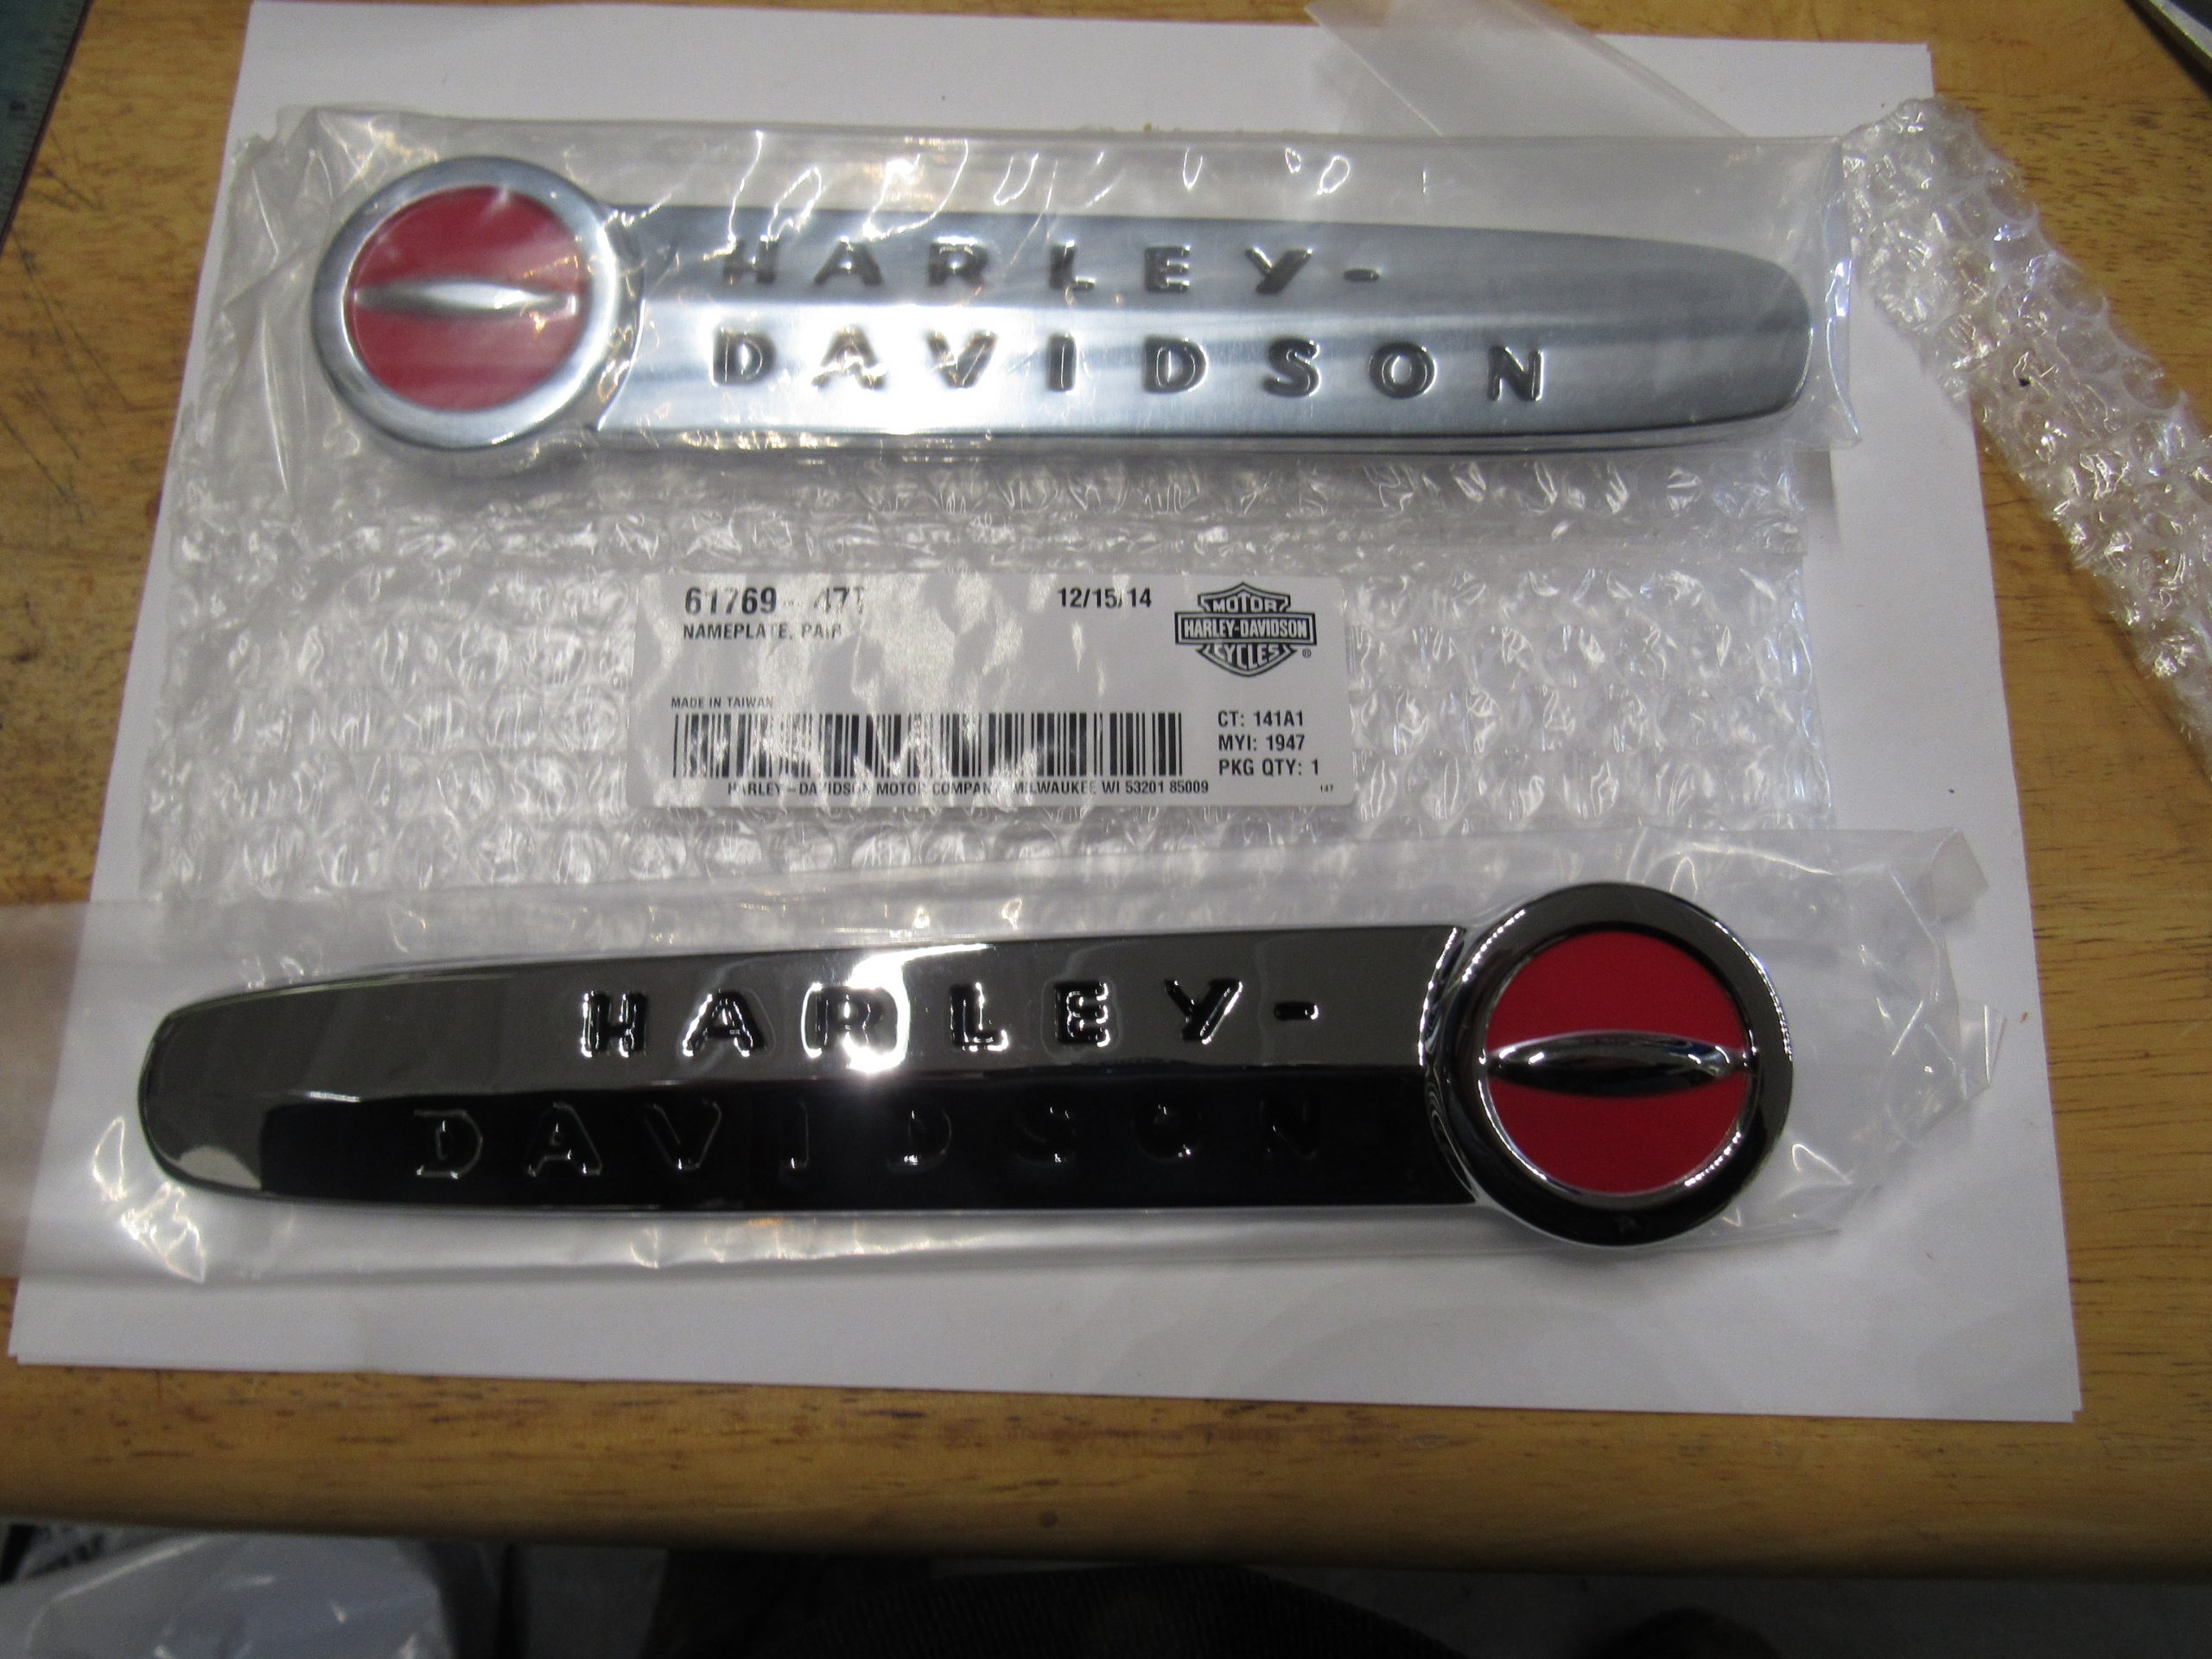 HARLEY-
DAVIDSON
61769-47T
12/15/14
NAMEPLATE, PAIR
MOTOR
HARLEY-DAVIDSON
CYCLES
®
MADE IN TAIWAN
CT: 141A1
MYI: 1947
PKG QTY: 1
HARLEY-DAVIDSON MOTOR COMPANY MILWAUKEE WI 53201 85009
147
HARLEY-
DAVIDSON